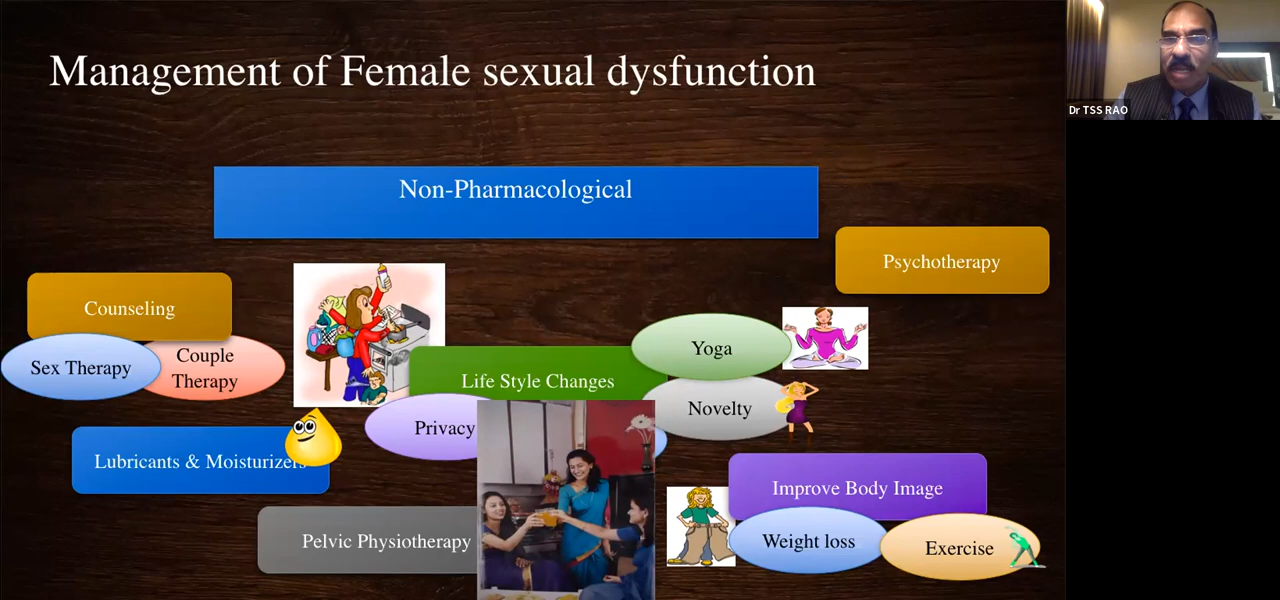 Management of Female sexual dysfunction
Dr TSS RAO
Non-Pharmacological
Psychotherapy
Counseling
Sex Therapy
Couple
Therapy
Yoga
Life Style Changes
Novelty
Privacy
Lubricants & Moisturizers
Improve Body Image
Pelvic Physiotherapy
Weight loss
Exercise